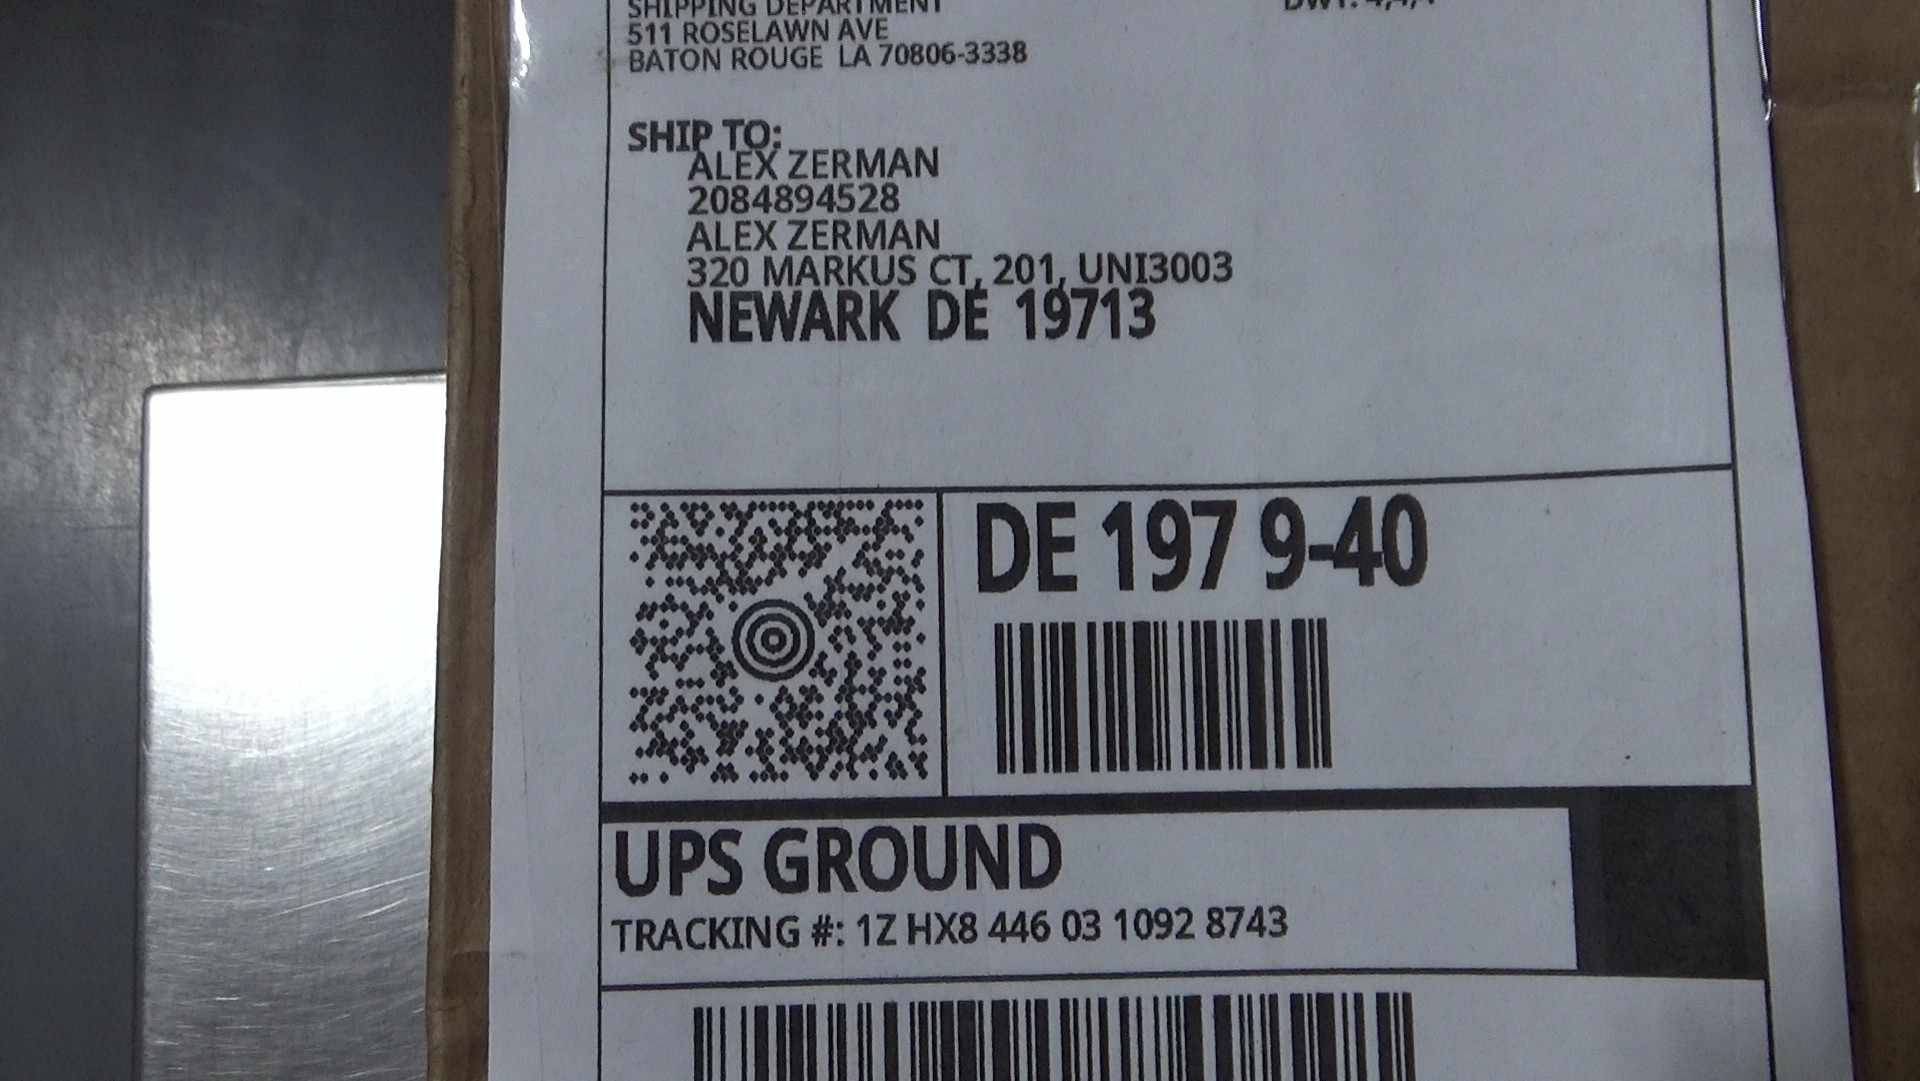 SHIPPING DEPARTMENT
511 ROSELAWN AVE
BATON ROUGE LA 70806-3338
SHIP TO:
ALEX ZERMAN
2084894528
ALEX ZERMAN
320 MARKUS CT, 201, UNI3003
NEWARK DE 19713
DE 197 9-40
UPS GROUND
TRACKING #: 1Z HX8 446 03 1092 8743